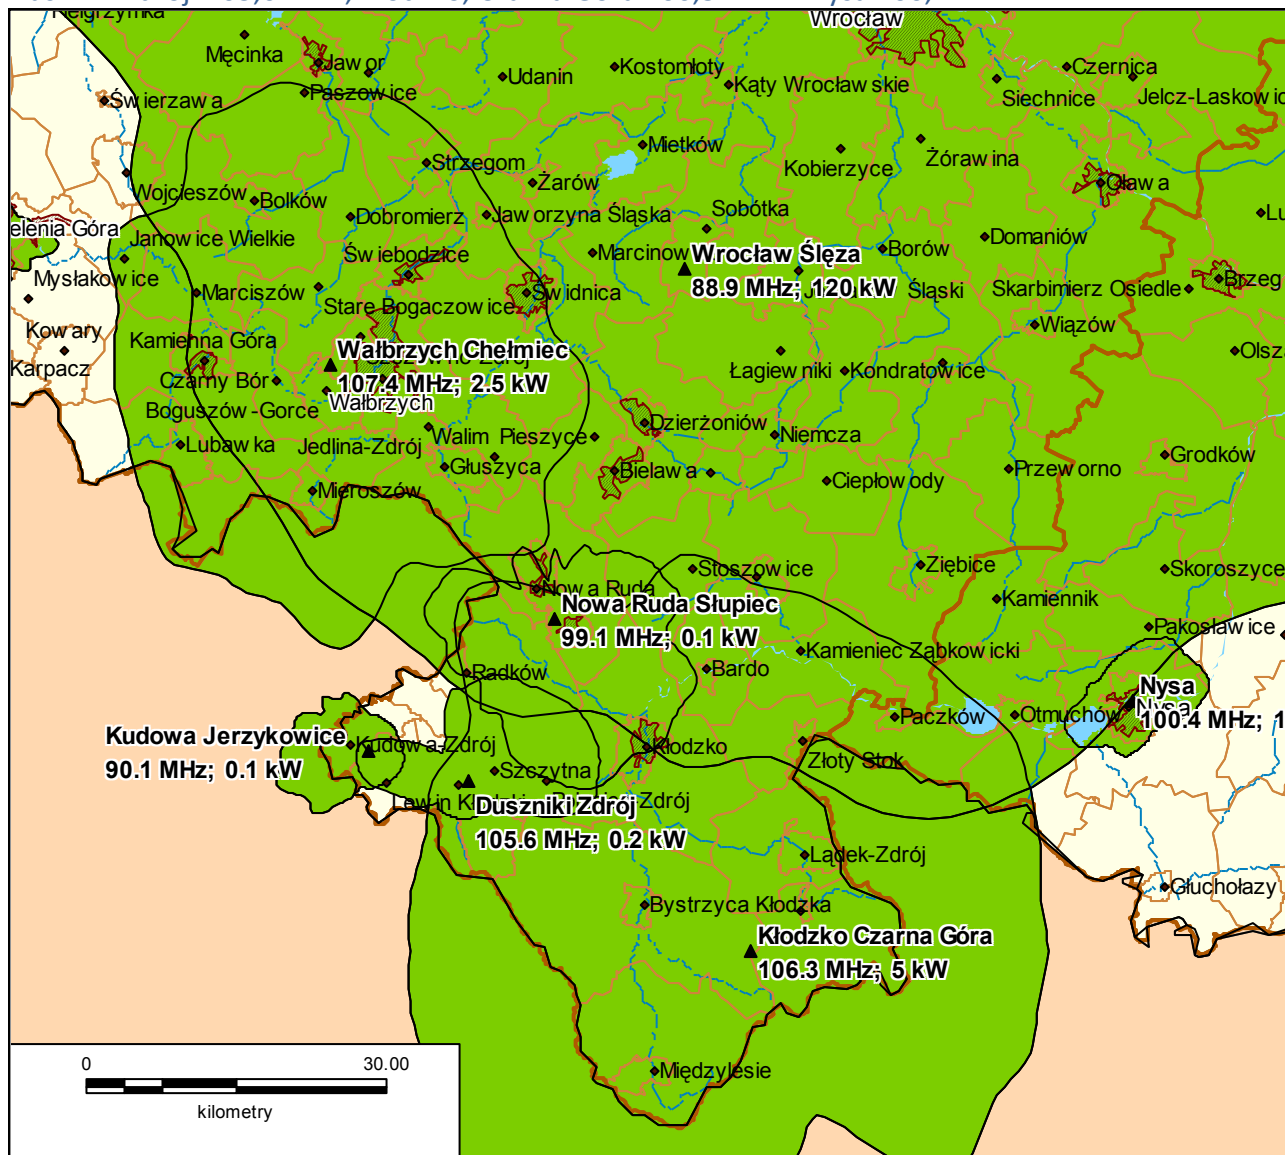 Wrocław
Męcinka
Jawor
Udanin
Kostomłoty
Czernica
Paszowice
Kąty Wrocławskie
Siechnice
Świerzawa
Mietków
Kobierzyce
Żórawina
Strzegom
Wojcieszów
Bolków
Żarów
Oława
Dobromierz
Jaworzyna Śląska
Sobótka
elenia Góra
Janowice Wielkie
Świebodzice
Marcinow
Wrocław Ślęża
88.9 MHz; 120 kW
Borów
Domaniów
Mysłakowice
Marciszów
Stare Bogaczowice
Świdnica
Śląski
Skarbimierz Osiedle
Brzeg
Kowary
Kamienna Góra
Wiązów
Karpacz
Czarny Bór
Wałbrzych Chełmiec
107.4 MHz; 2.5 kW
Wałbrzych
Łagiewniki
Kondratowice
Boguszów-Gorce
Lubawka
Jedlina-Zdrój
Walim
Pieszyce
Dzierżoniów
Niemcza
Głuszyca
Bielawa
Ciepłowody
Przeworno
Grodków
Mieroszów
Nowa Ruda
Stoszowice
Ziębice
Skoroszyce
Nowa Ruda Słupiec
99.1 MHz; 0.1 kW
Kamiennik
Pakosławice
Radków
Bardo
Kamieniec Ząbkowicki
Nysa
Nysa
100.4 MHz; 1
Paczków
Otmuchów
Kudowa Jerzykowice
90.1 MHz; 0.1 kW
Kudowa-Zdrój
Kłodzko
Złoty Stok
Szczytna
Duszniki Zdrój
105.6 MHz; 0.2 kW
Lądek-Zdrój
Głuchołazy
Bystrzyca Kłodzka
Kłodzko Czarna Góra
106.3 MHz; 5 kW
Międzylesie
0 30.00
kilometry